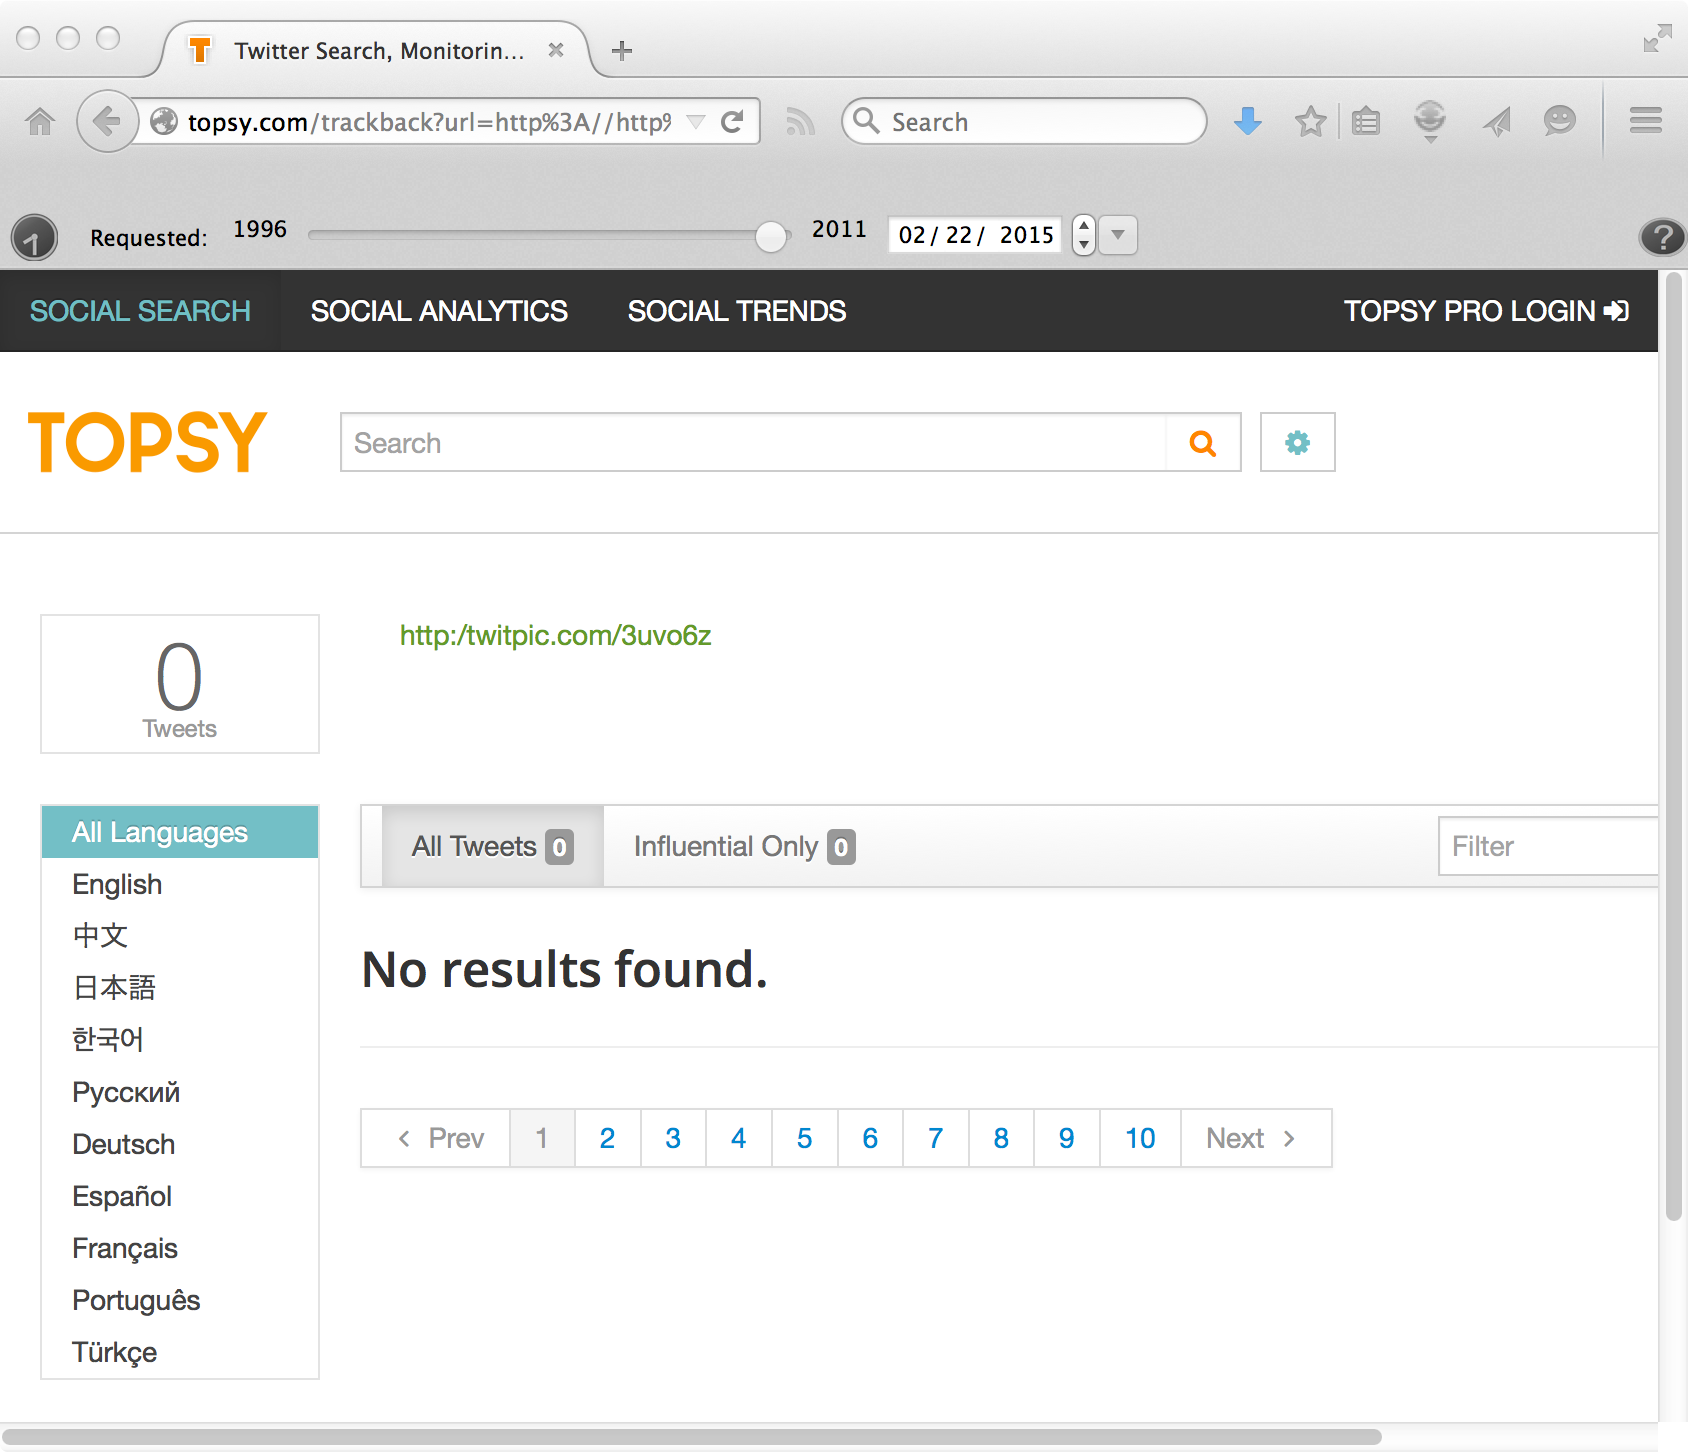 Twitter Search, Monitorin...
topsy.com/trackback?url=http%3A//http%
Search
Requested:
1996
2011
02/ 22/ 2015
?
SOCIAL SEARCH
SOCIAL ANALYTICS
SOCIAL TRENDS
TOPSY PRO LOGIN
TOPSY
Search
0
Tweets
http:/twitpic.com/3uvo6z
All Languages
English
中文
日本語
한국어
Русский
Deutsch
Español
Français
Português
Türkçe
All Tweets 0
Influential Only 0
Filter
No results found.
‹ Prev 1 2 3 4 5 6 7 8 9 10 Next ›